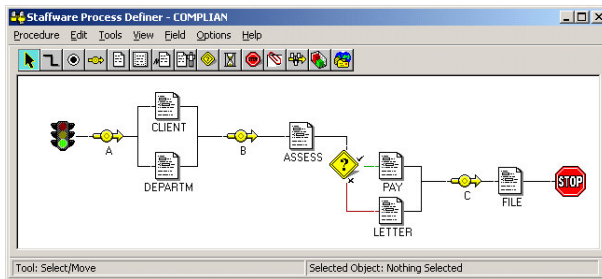 Staffware Process Definer - COMPLIAN
Procedure Edit Tools View Field Options Help
CLIENT
A
B
ASSESS
?
STOP
DEPARTM
PAY
C
FILE
LETTER
Tool: Select/Move
Selected Object: Nothing Selected